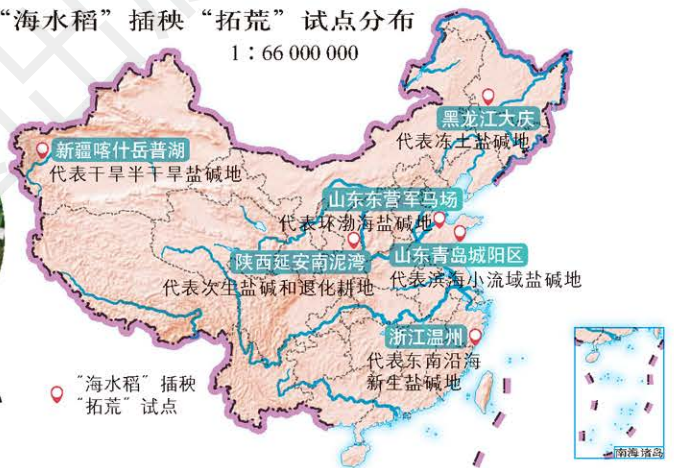 “海水稻”插秧“拓荒”试点分布
1∶66 000 000
黑龙江大庆
代表冻土盐碱地
新疆喀什岳普湖
代表干旱半干旱盐碱地
山东东营军马场
代表环渤海盐碱地
陕西延安南泥湾
代表次生盐碱和退化耕地
山东青岛城阳区
代表滨海小流域盐碱地
浙江温州
代表东南沿海
新生盐碱地
“海水稻”插秧
“拓荒”试点
南海诸岛